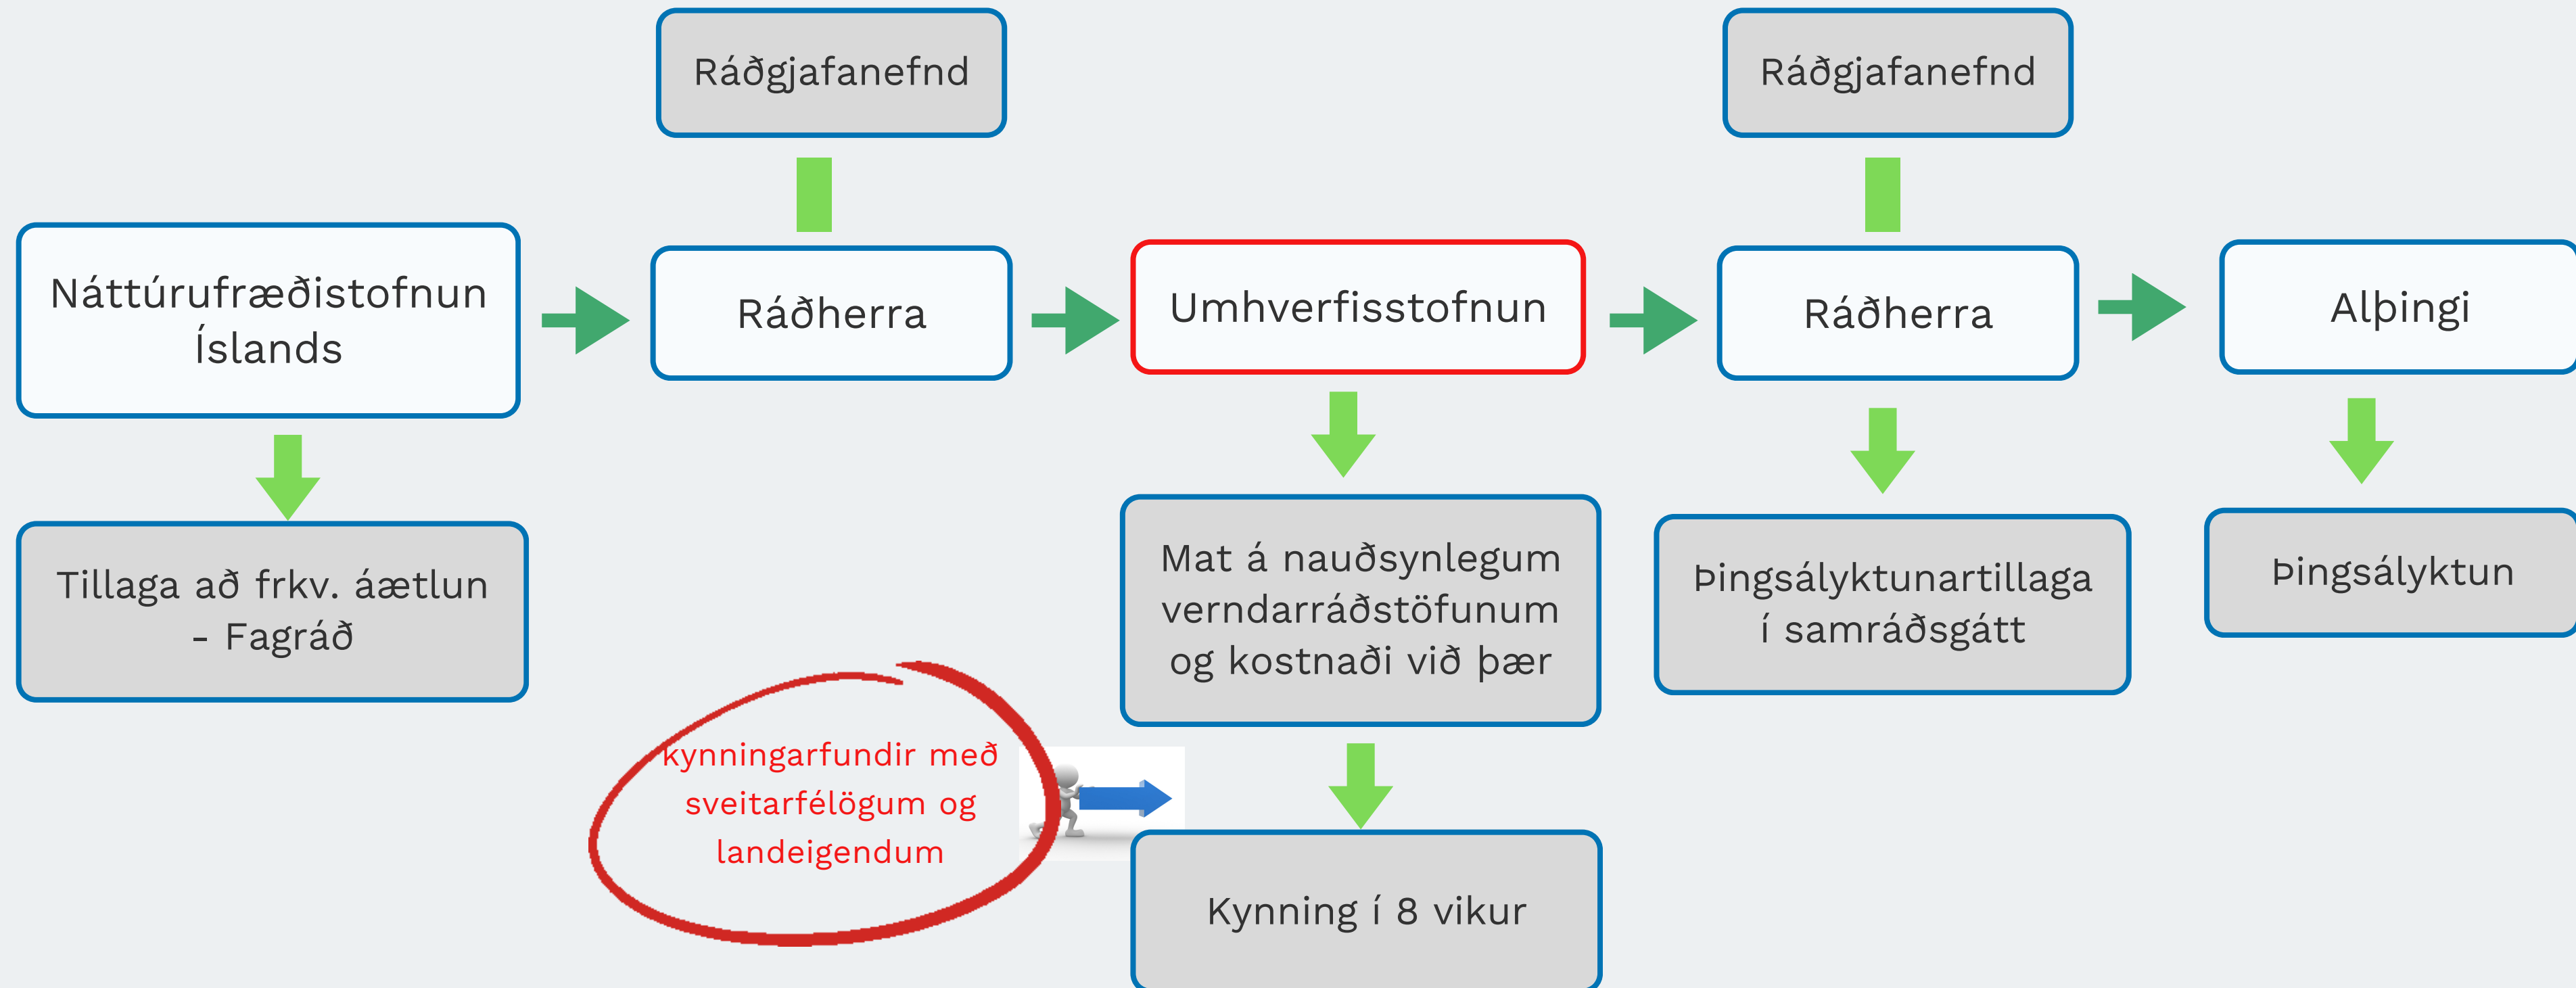 Ráðgjafanefnd
Ráðgjafanefnd
Náttúrufræðistofnun
Íslands
Ráðherra
Umhverfisstofnun
Ráðherra
Alþingi
Tillaga að frkv. áætlun
- Fagráð
Mat á nauðsynlegum
verndarráðstöfunum
og kostnaði við þær
Þingsályktunartillaga
í samráðsgátt
Þingsályktun
kynningarfundir með
sveitarfélögum og
landeigendum
Kynning í 8 vikur